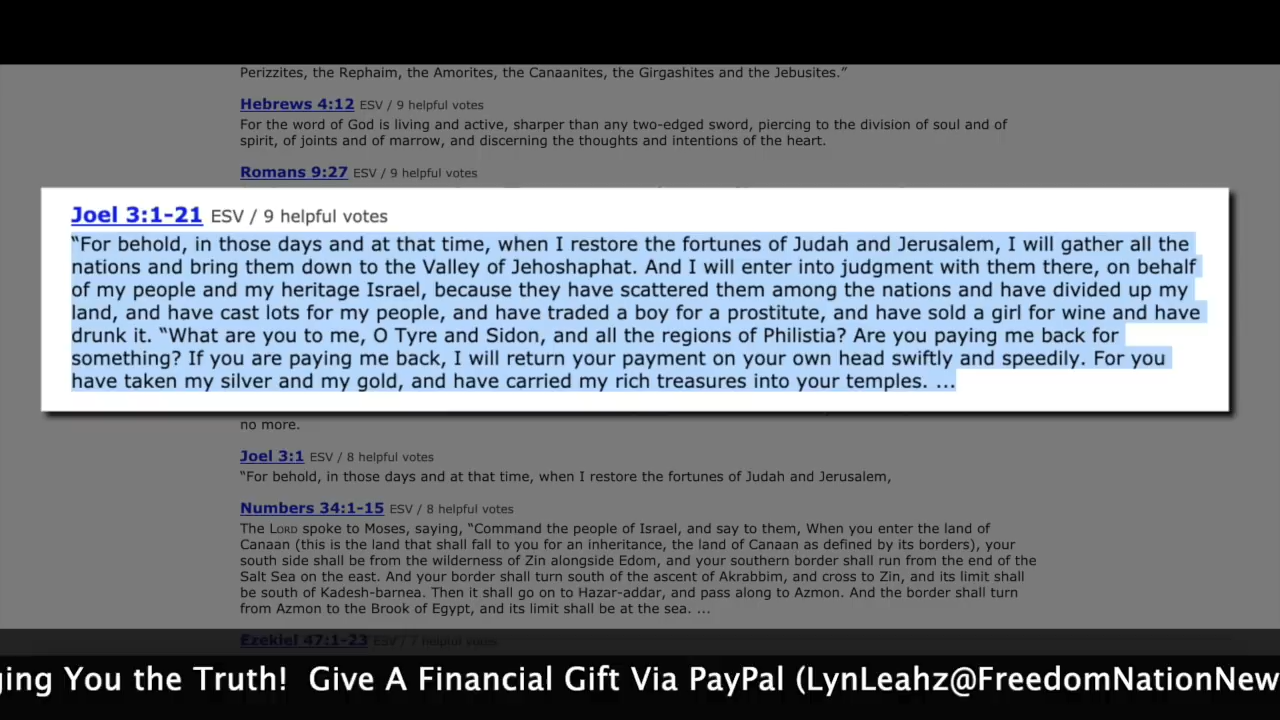 Perizzites, the Rephaim, the Amorites, the Canaanites, the Girgashites and the Jebusites.”
Hebrews 4:12 ESV / 9 helpful votes
For the word of God is living and active, sharper than any two-edged sword, piercing to the division of soul and of
spirit, of joints and of marrow, and discerning the thoughts and intentions of the heart.
Romans 9:27 ESV / 9 helpful votes
Joel 3:1-21 ESV / 9 helpful votes
“For behold, in those days and at that time, when I restore the fortunes of Judah and Jerusalem, I will gather all the
nations and bring them down to the Valley of Jehoshaphat. And I will enter into judgment with them there, on behalf
of my people and my heritage Israel, because they have scattered them among the nations and have divided up my
land, and have cast lots for my people, and have traded a boy for a prostitute, and have sold a girl for wine and have
drunk it. “What are you to me, O Tyre and Sidon, and all the regions of Philistia? Are you paying me back for
something? If you are paying me back, I will return your payment on your own head swiftly and speedily. For you
have taken my silver and my gold, and have carried my rich treasures into your temples. ...
no more.
Joel 3:1 ESV / 8 helpful votes
“For behold, in those days and at that time, when I restore the fortunes of Judah and Jerusalem,
Numbers 34:1-15 ESV / 8 helpful votes
The LORD spoke to Moses, saying, “Command the people of Israel, and say to them, When you enter the land of
Canaan (this is the land that shall fall to you for an inheritance, the land of Canaan as defined by its borders), your
south side shall be from the wilderness of Zin alongside Edom, and your southern border shall run from the end of the
Salt Sea on the east. And your border shall turn south of the ascent of Akrabbim, and cross to Zin, and its limit shall
be south of Kadesh-barnea. Then it shall go on to Hazar-addar, and pass along to Azmon. And the border shall turn
from Azmon to the Brook of Egypt, and its limit shall be at the sea. ...
Ezekiel 47:1-23 ESV / 7 helpful votes
ging You the Truth! Give A Financial Gift Via PayPal (LynLeahz@FreedomNationNew